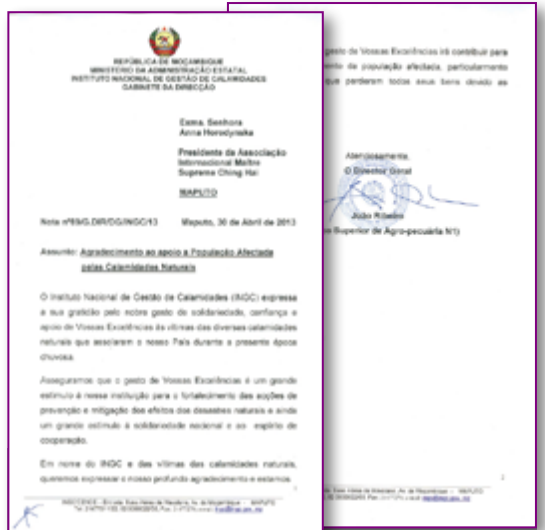 REPÚBLICA DE MOÇAMBIQUE
MINISTÉRIO DA ADMINISTRAÇÃO ESTATAL
INSTITUTO NACIONAL DE GESTÃO DE CALAMIDADES
GABINETE DA DIRECÇÃO
Exma. Senhora
Anna Horodynska
Presidente da Associação
Internacional Maître
Supreme Ching Hai
MAPUTO
Maputo, 30 de Abril de 2013
Assunto: Agradecimento ao apoio a População Afectada
pelas Calamidades Naturais
O Instituto Nacional de Gestão de Calamidades (INGC) expressa
a sua gratidão pelo nobre gesto de solidariedade, confiança e
apoio de Vossas Excelências às vítimas das diversas calamidades
naturais que assolaram o nosso País durante a presente época
chuvosa.
Asseguramos que o gesto de Vossas Excelências é um grande
estímulo à nossa instituição para o fortalecimento das acções de
prevenção e mitigação dos efeitos dos desastres naturais e ainda
um grande estímulo à solidariedade nacional e ao espírito de
cooperação.
Em nome do INGC e das vítimas das calamidades naturais,
queremos expressar o nosso profundo agradecimento e estamos
gesto de Vossas Excelências irá contribuir para
da população afectada, particularmente
que perderam todos seus bens devido as
Atenciosamente,
O Director Geral
João Ribeiro
Superior de Agro-pecuária N1)
2